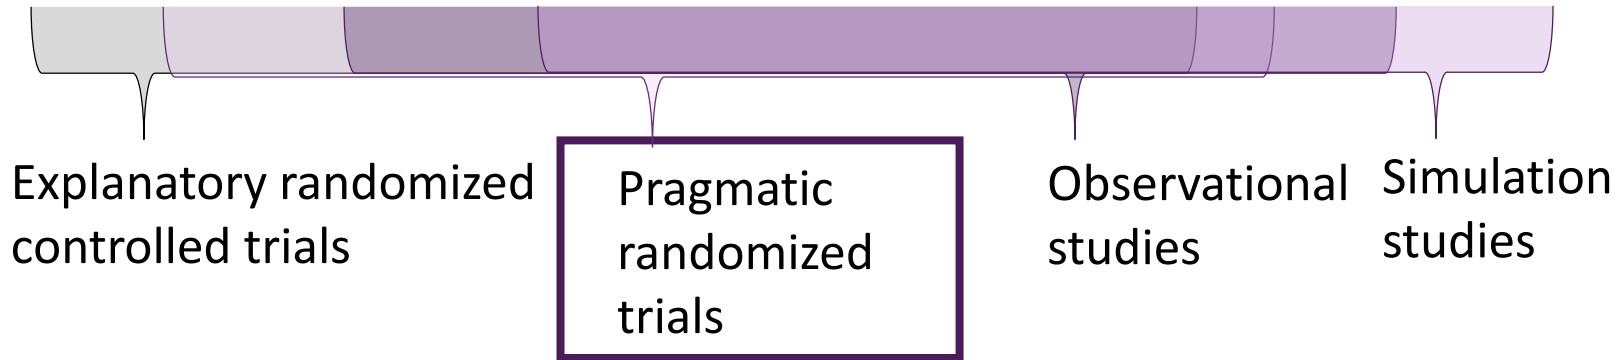 Explanatory randomized
controlled trials
Pragmatic
randomized
trials
Observational
studies
Simulation
studies